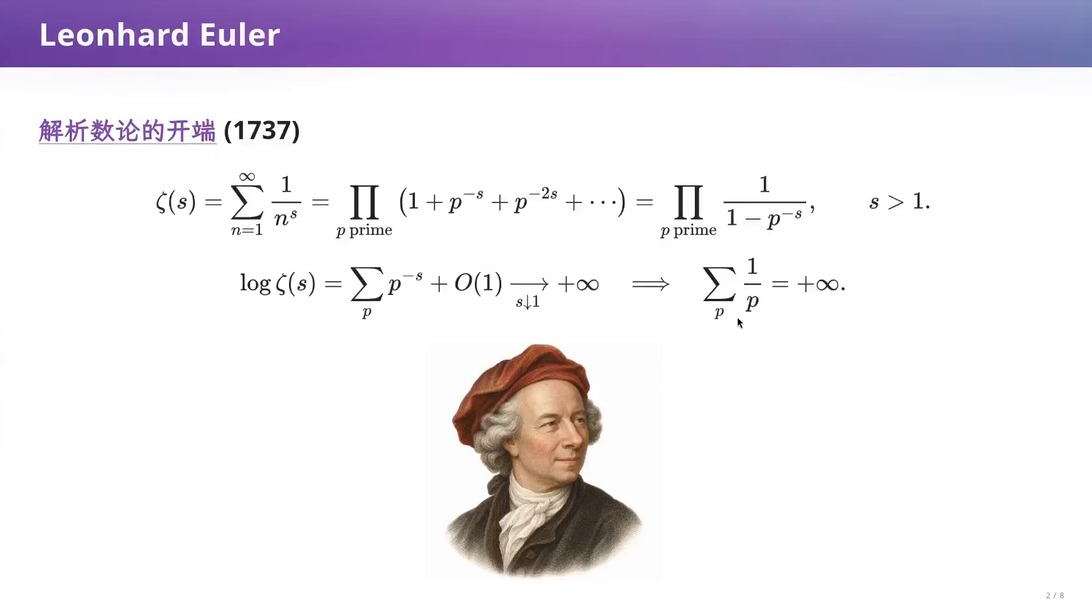 Leonhard Euler
解析数论的开端 (1737)
ζ(s) = ∑_{n=1}^{∞} 1/n^s = ∏_{p prime} (1 + p^{−s} + p^{−2s} + ⋯) = ∏_{p prime} 1/(1 − p^{−s}), s > 1.
log ζ(s) = ∑_p p^{−s} + O(1) ⟶_{s↓1} +∞ ⟹ ∑_p 1/p = +∞.
2 / 8